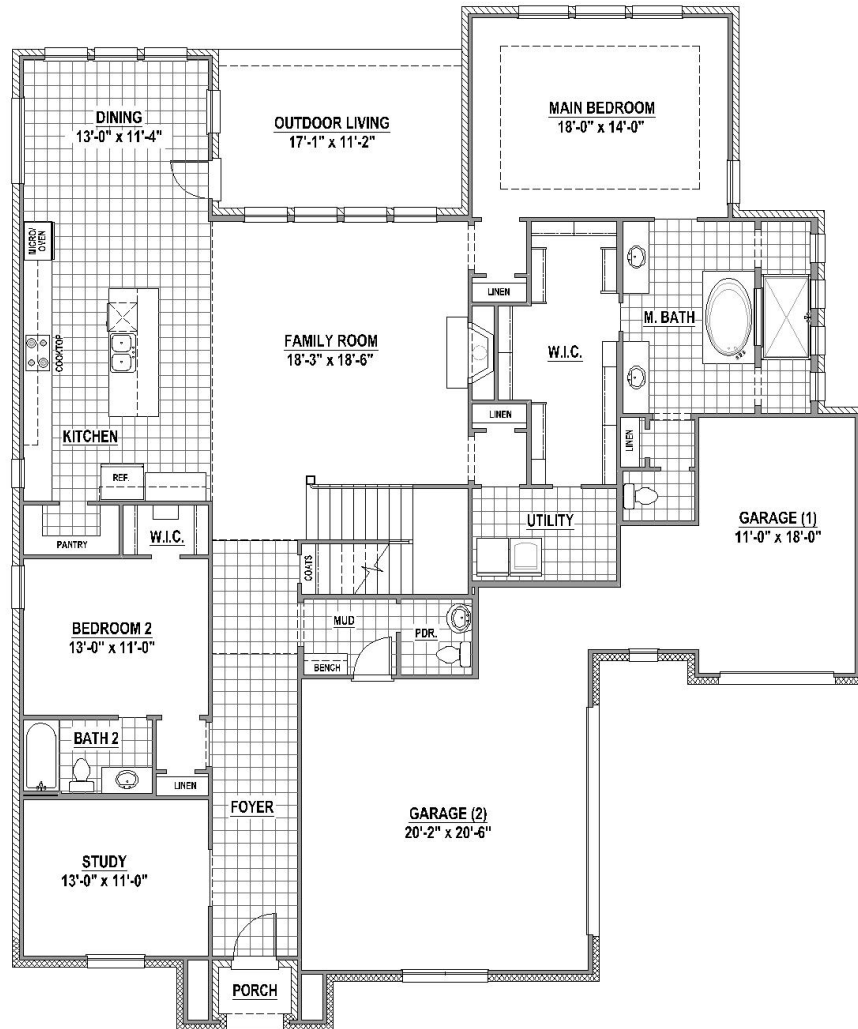 DINING
13'-0" x 11'-4"
OUTDOOR LIVING
17'-1" x 11'-2"
MAIN BEDROOM
18'-0" x 14'-0"
MICRO/
OVEN
LINEN
COOKTOP
FAMILY ROOM
18'-3" x 18'-6"
W.I.C.
M. BATH
KITCHEN
LINEN
LINEN
REF.
PANTRY
W.I.C.
UTILITY
GARAGE (1)
11'-0" x 18'-0"
COATS
BEDROOM 2
13'-0" x 11'-0"
MUD
PDR.
BENCH
BATH 2
LINEN
FOYER
GARAGE (2)
20'-2" x 20'-6"
STUDY
13'-0" x 11'-0"
PORCH